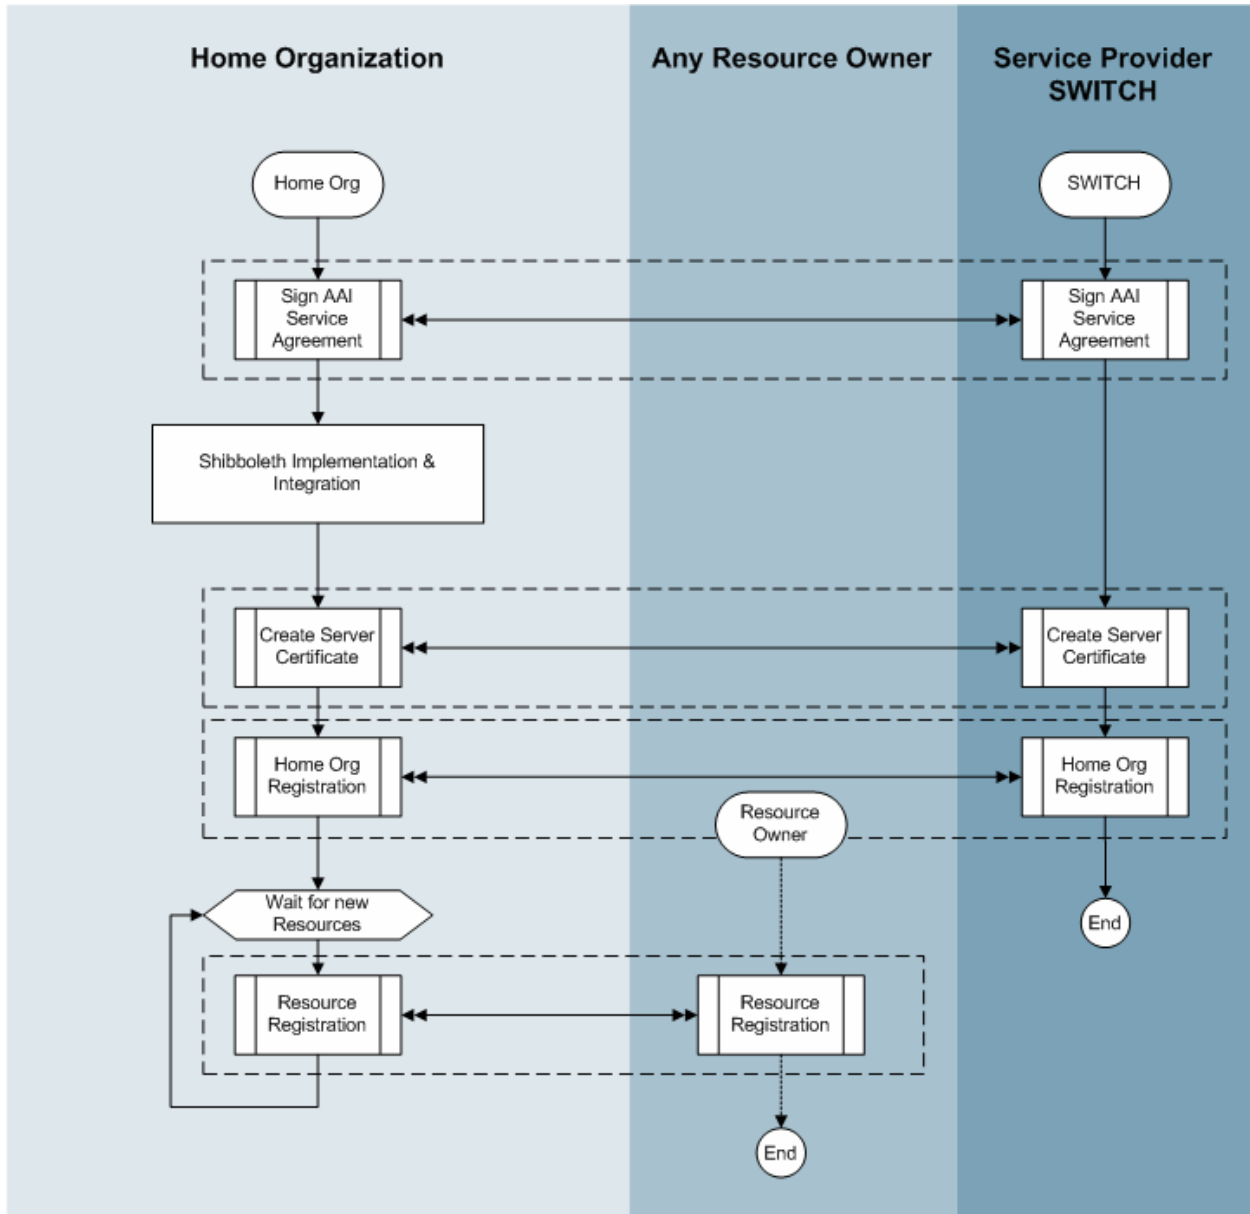 Home Organization
Any Resource Owner
Service Provider
SWITCH
Home Org
SWITCH
Sign AAI
Service
Agreement
Sign AAI
Service
Agreement
Shibboleth Implementation &
Integration
Create Server
Certificate
Create Server
Certificate
Home Org
Registration
Home Org
Registration
Resource
Owner
Wait for new
Resources
End
Resource
Registration
Resource
Registration
End